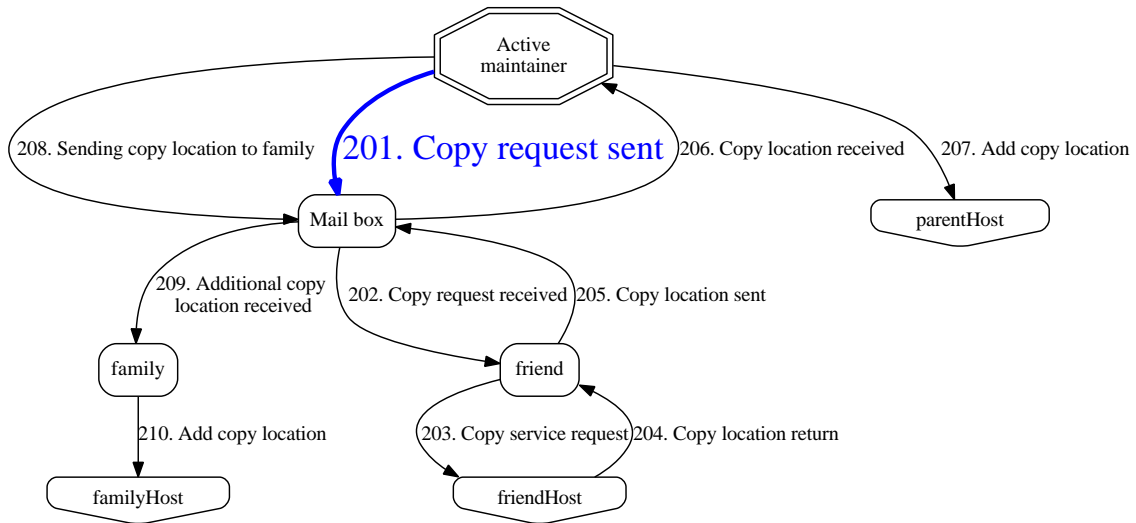 Active
maintainer
208. Sending copy location to family
201. Copy request sent
206. Copy location received
207. Add copy location
Mail box
parentHost
209. Additional copy
location received
202. Copy request received
205. Copy location sent
family
friend
210. Add copy location
203. Copy service request
204. Copy location return
familyHost
friendHost